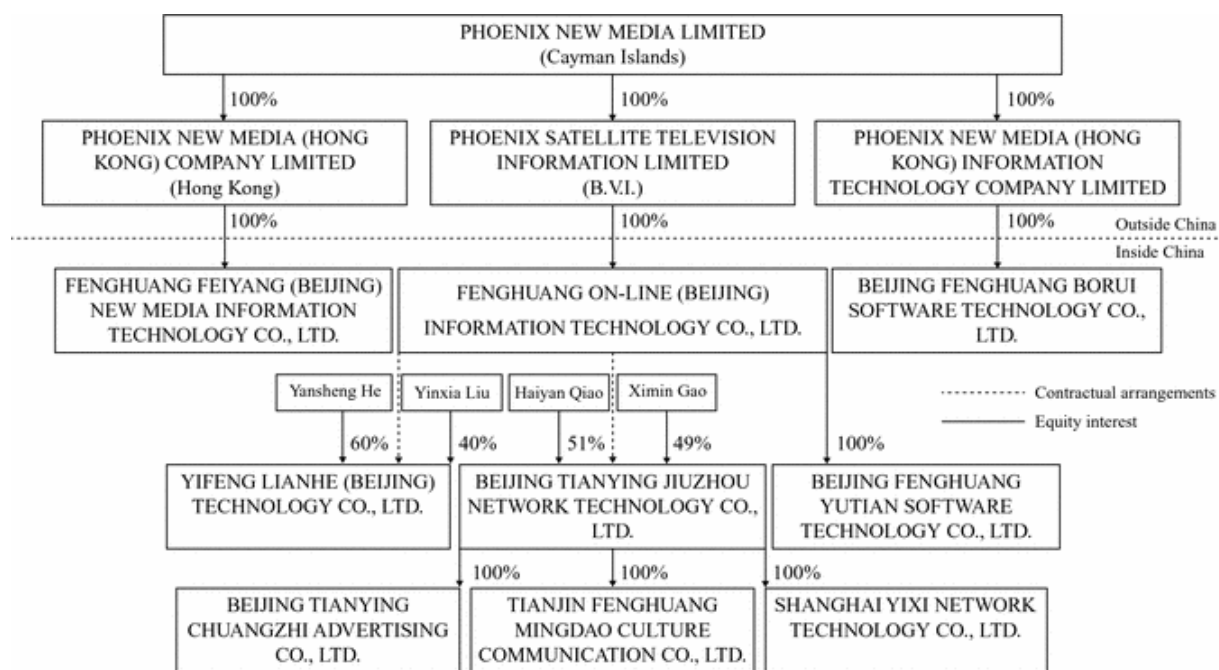 PHOENIX NEW MEDIA LIMITED
(Cayman Islands)
100%
100%
100%
PHOENIX NEW MEDIA (HONG
KONG) COMPANY LIMITED
(Hong Kong)
PHOENIX SATELLITE TELEVISION
INFORMATION LIMITED
(B.V.I.)
PHOENIX NEW MEDIA (HONG
KONG) INFORMATION
TECHNOLOGY COMPANY LIMITED
100%
100%
100%
Outside China
Inside China
FENGHUANG FEIYANG (BEIJING)
NEW MEDIA INFORMATION
TECHNOLOGY CO., LTD.
FENGHUANG ON-LINE (BEIJING)
INFORMATION TECHNOLOGY CO., LTD.
BEIJING FENGHUANG BORUI
SOFTWARE TECHNOLOGY CO.,
LTD.
Yansheng He
Yinxia Liu
Haiyan Qiao
Ximin Gao
Contractual arrangements
Equity interest
60%
40%
51%
49%
100%
YIFENG LIANHE (BEIJING)
TECHNOLOGY CO., LTD.
BEIJING TIANYING JIUZHOU
NETWORK TECHNOLOGY CO.,
LTD.
BEIJING FENGHUANG
YUTIAN SOFTWARE
TECHNOLOGY CO., LTD.
100%
100%
100%
BEIJING TIANYING
CHUANGZHI ADVERTISING
CO., LTD.
TIANJIN FENGHUANG
MINGDAO CULTURE
COMMUNICATION CO., LTD.
SHANGHAI YIXI NETWORK
TECHNOLOGY CO., LTD.